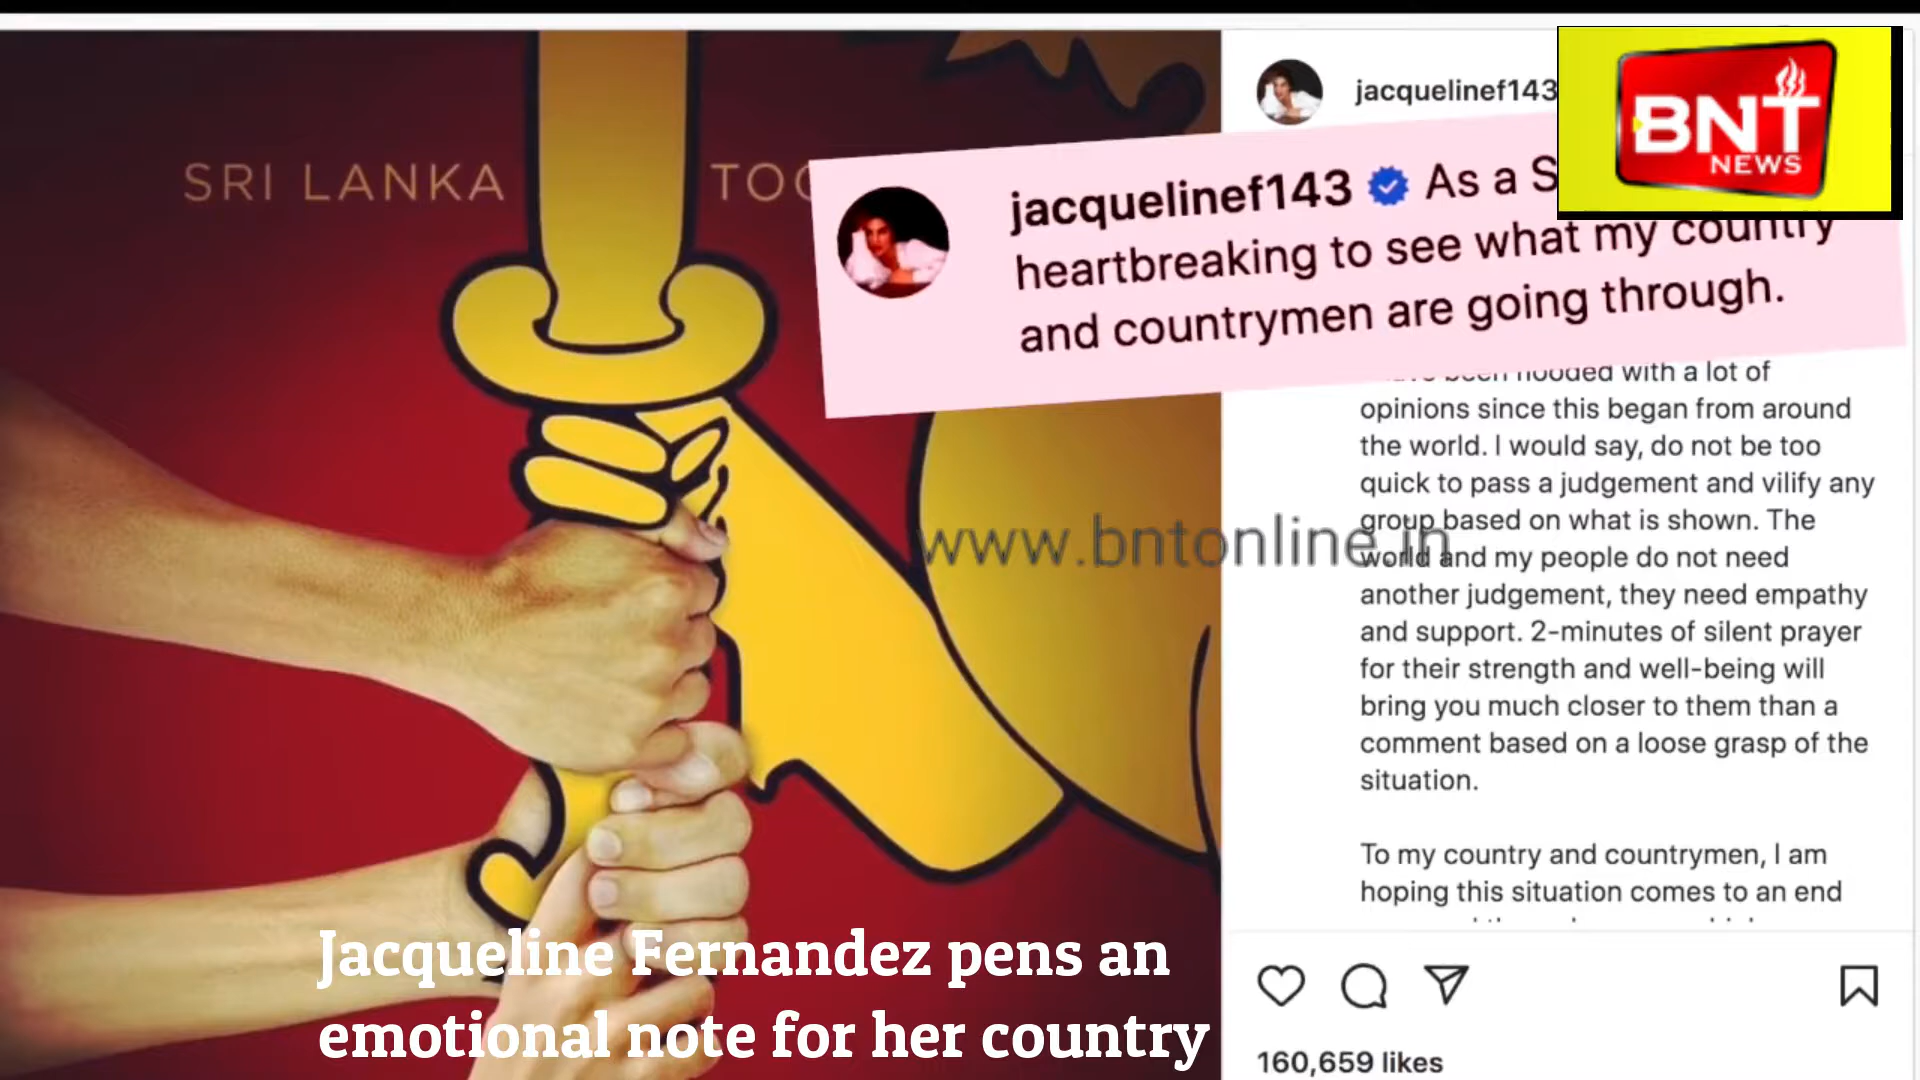 SRI LANKA
jacquelinef143
BNT
NEWS
jacquelinef143 As a S
heartbreaking to see what my country
and countrymen are going through.
been flooded with a lot of
opinions since this began from around
the world. I would say, do not be too
quick to pass a judgement and vilify any
group based on what is shown. The
world and my people do not need
another judgement, they need empathy
and support. 2-minutes of silent prayer
for their strength and well-being will
bring you much closer to them than a
comment based on a loose grasp of the
situation.
To my country and countrymen, I am
hoping this situation comes to an end
www.bntonline.in
160,659 likes
Jacqueline Fernandez pens an
emotional note for her country